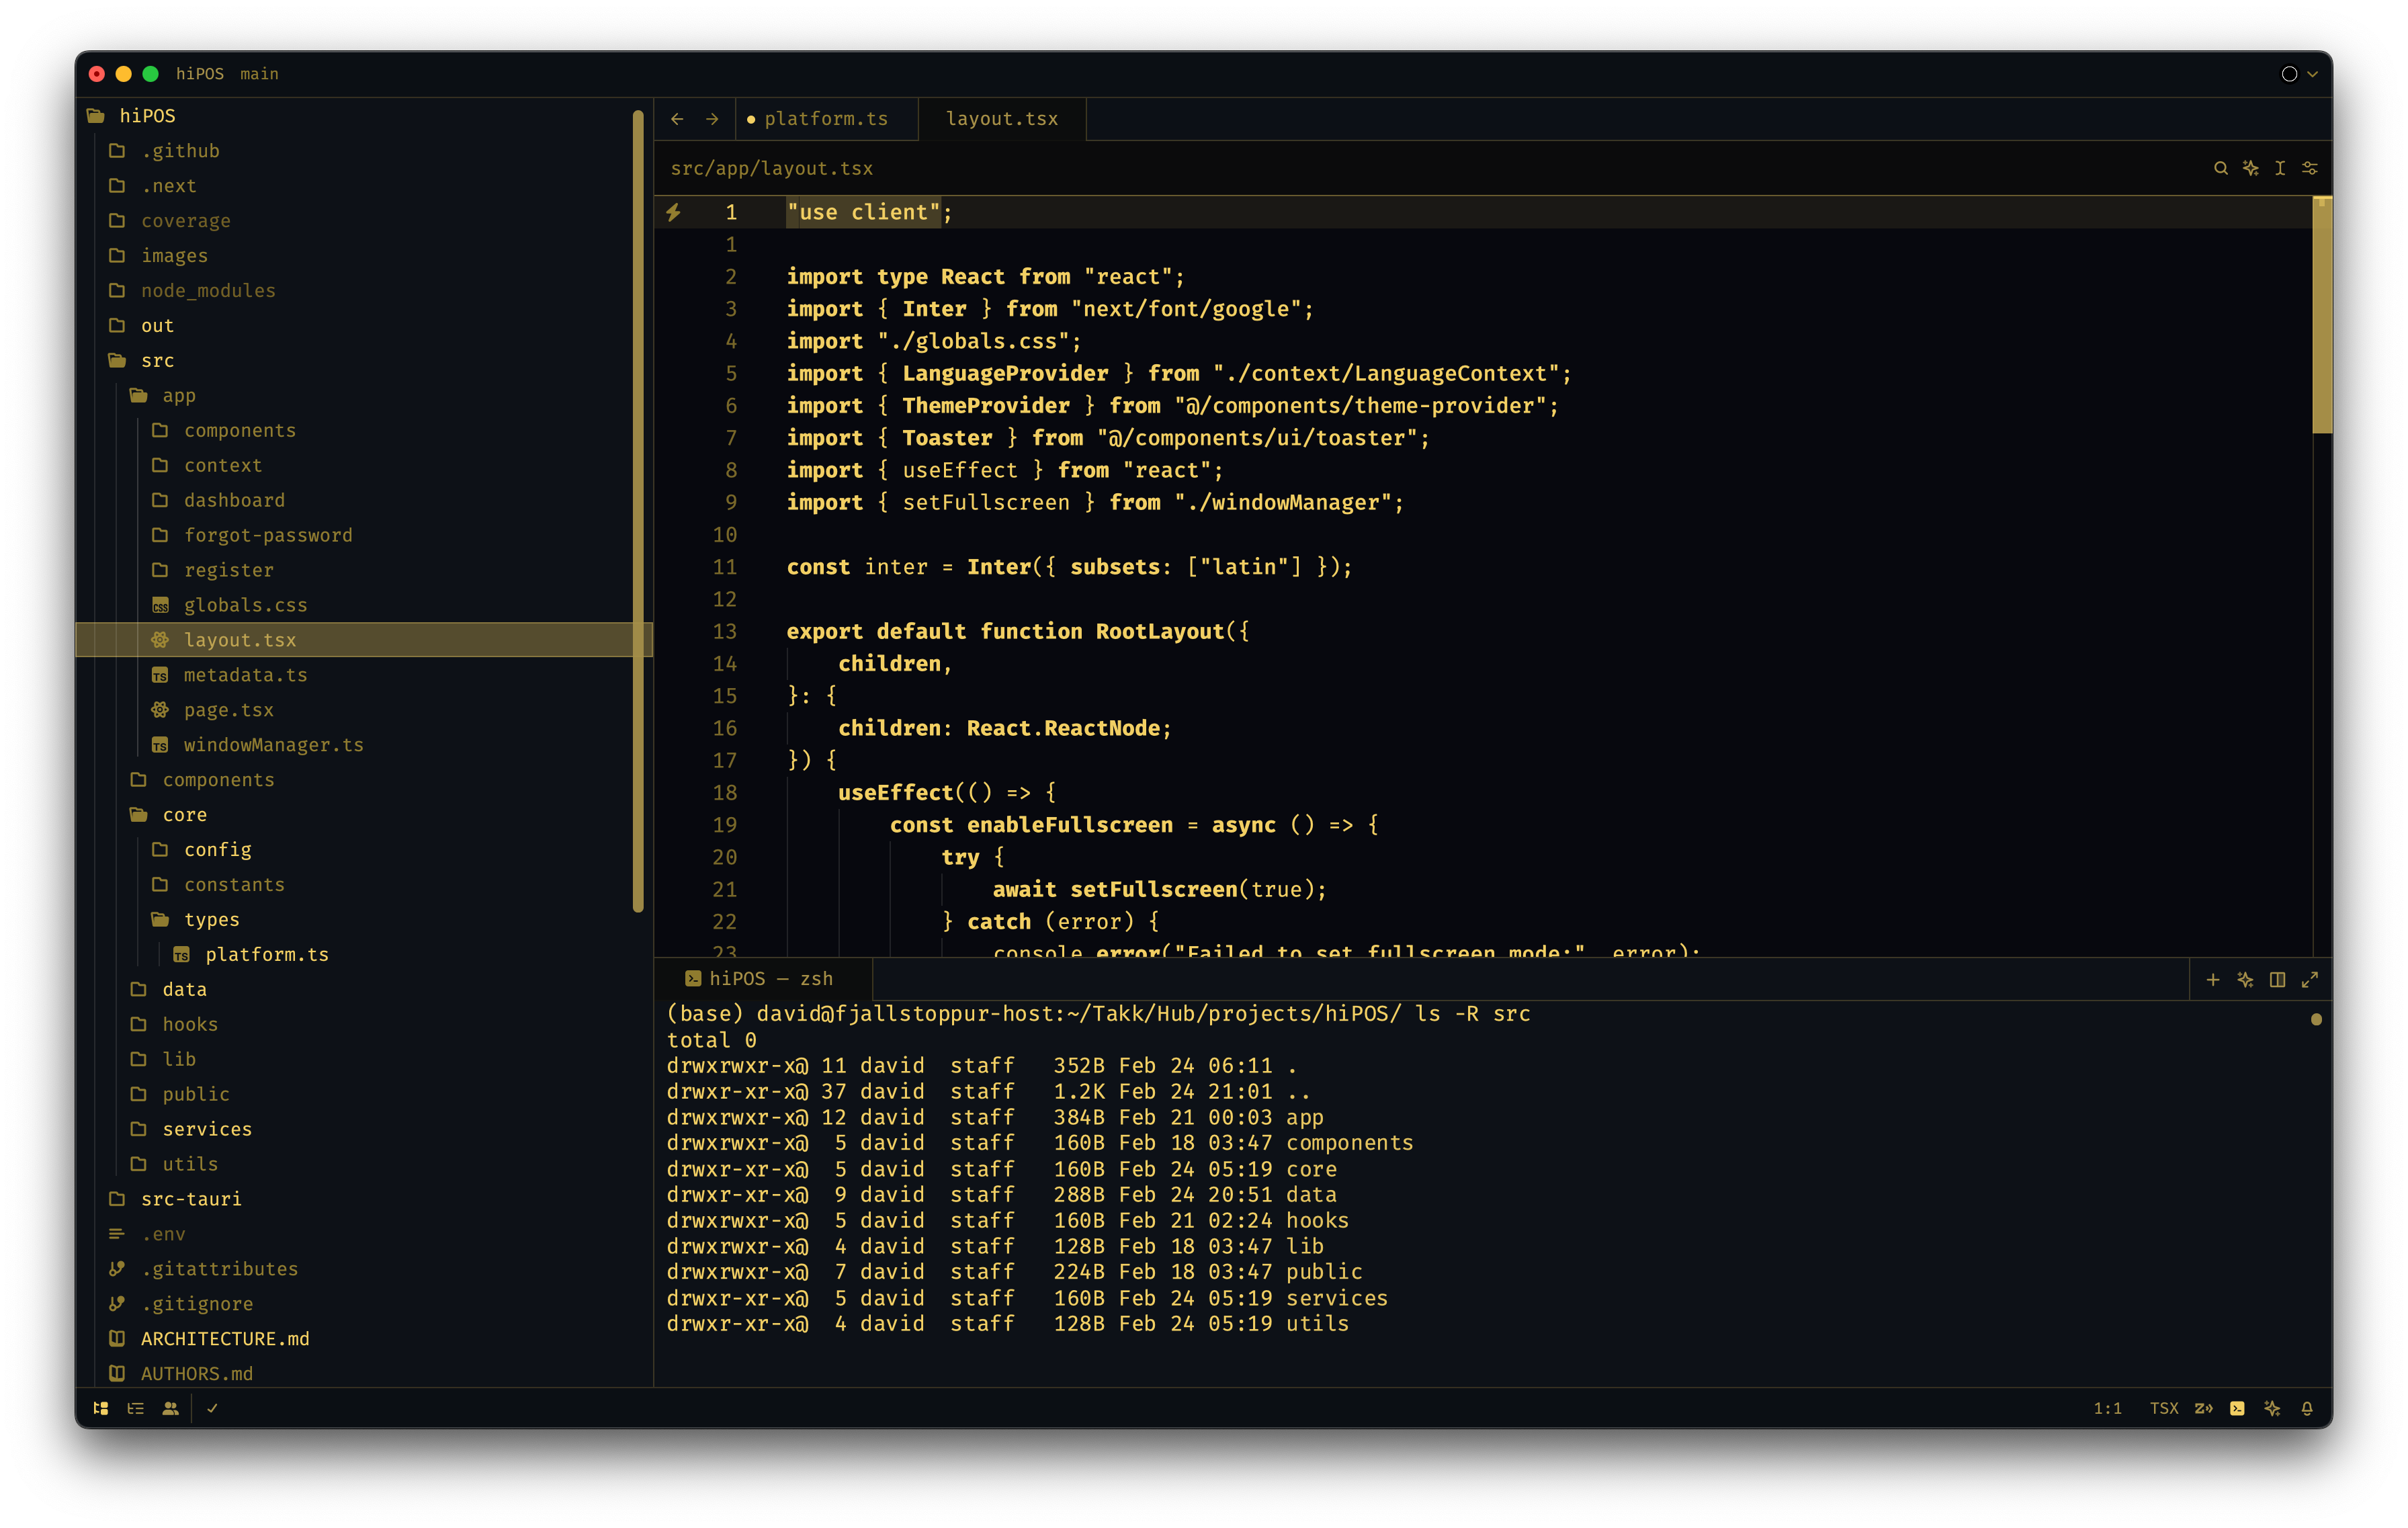 hiPOS main
hiPOS
.github
.next
coverage
images
node_modules
out
src
app
components
context
dashboard
forgot-password
register
globals.css
layout.tsx
metadata.ts
page.tsx
windowManager.ts
components
core
config
constants
types
platform.ts
data
hooks
lib
public
services
utils
src-tauri
.env
.gitattributes
.gitignore
ARCHITECTURE.md
AUTHORS.md
platform.ts layout.tsx
src/app/layout.tsx
1 "use client";
1
2 import type React from "react";
3 import { Inter } from "next/font/google";
4 import "./globals.css";
5 import { LanguageProvider } from "./context/LanguageContext";
6 import { ThemeProvider } from "@/components/theme-provider";
7 import { Toaster } from "@/components/ui/toaster";
8 import { useEffect } from "react";
9 import { setFullscreen } from "./windowManager";
10
11 const inter = Inter({ subsets: ["latin"] });
12
13 export default function RootLayout({
14 children,
15 }: {
16 children: React.ReactNode;
17 }) {
18 useEffect(() => {
19 const enableFullscreen = async () => {
20 try {
21 await setFullscreen(true);
22 } catch (error) {
23 console.error("Failed to set fullscreen mode:", error);
hiPOS — zsh
(base) david@fjallstoppur-host:~/Takk/Hub/projects/hiPOS/ ls -R src
total 0
drwxrwxr-x@ 11 david staff 352B Feb 24 06:11 .
drwxr-xr-x@ 37 david staff 1.2K Feb 24 21:01 ..
drwxrwxr-x@ 12 david staff 384B Feb 21 00:03 app
drwxrwxr-x@ 5 david staff 160B Feb 18 03:47 components
drwxr-xr-x@ 5 david staff 160B Feb 24 05:19 core
drwxr-xr-x@ 9 david staff 288B Feb 24 20:51 data
drwxrwxr-x@ 5 david staff 160B Feb 21 02:24 hooks
drwxrwxr-x@ 4 david staff 128B Feb 18 03:47 lib
drwxrwxr-x@ 7 david staff 224B Feb 18 03:47 public
drwxr-xr-x@ 5 david staff 160B Feb 24 05:19 services
drwxr-xr-x@ 4 david staff 128B Feb 24 05:19 utils
1:1 TSX